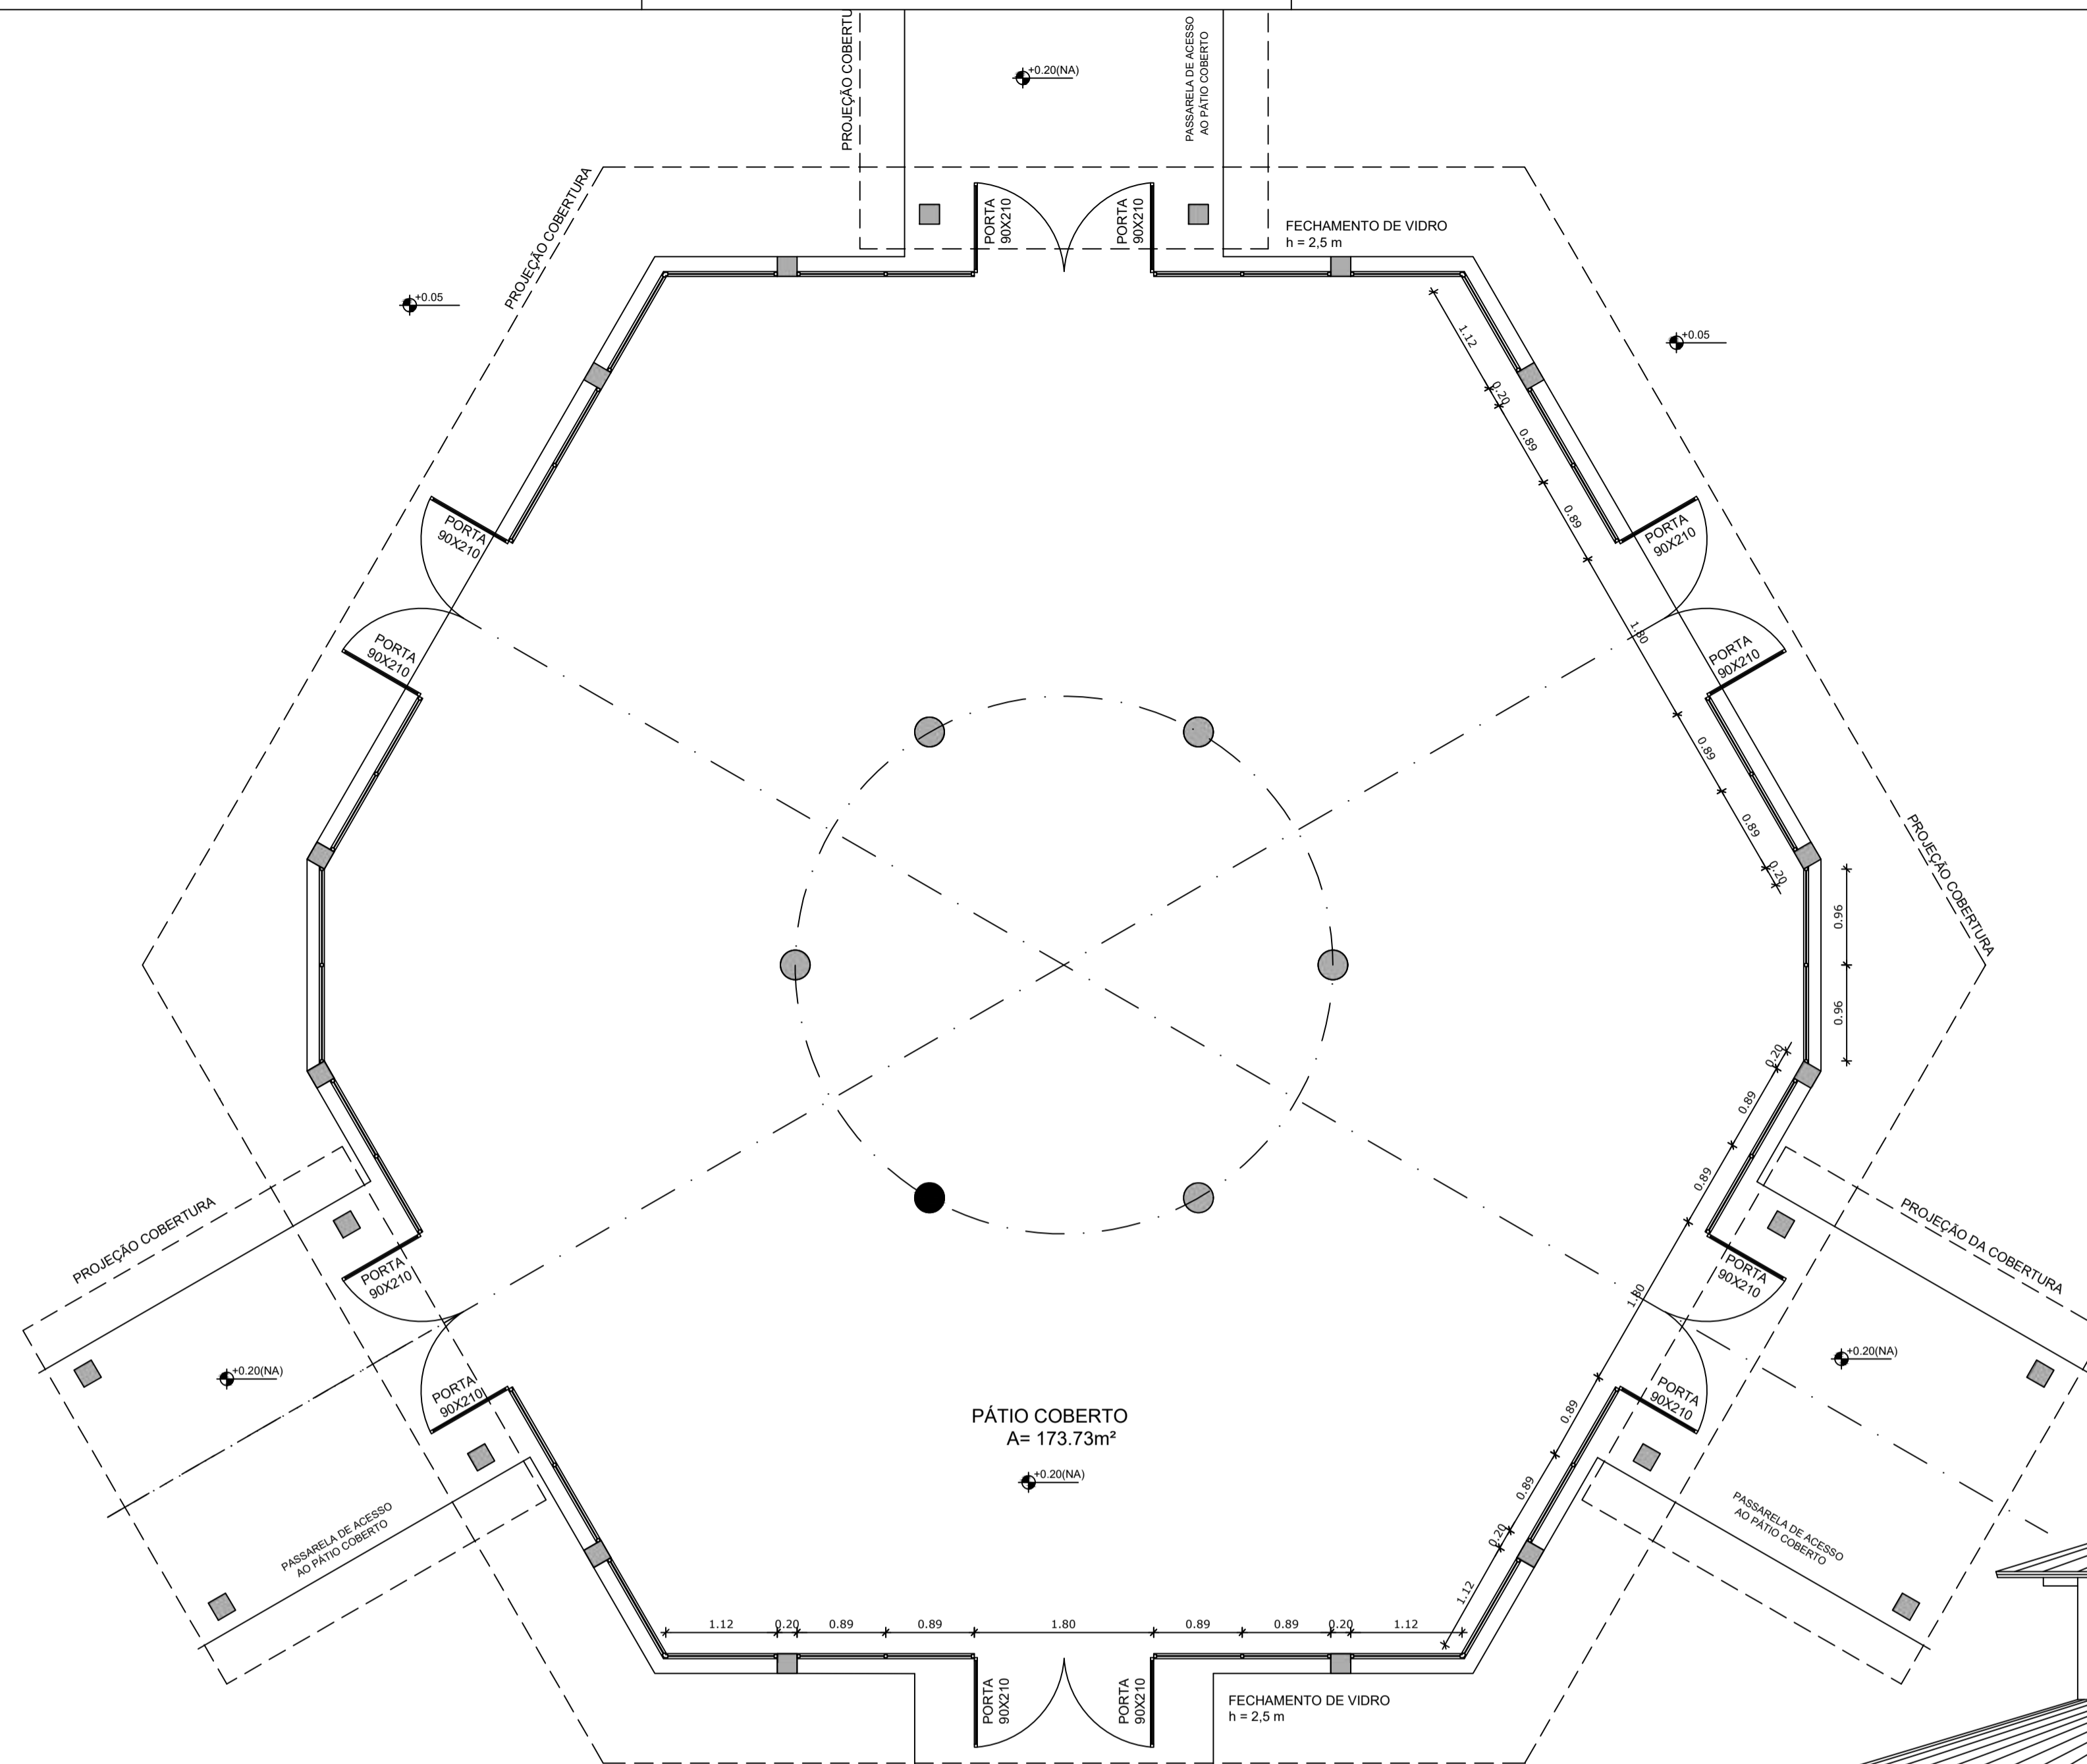 PROJEÇÃO COBERTU
+0.20(NA)
PASSARELA DE ACESSO
AO PÁTIO COBERTO
PROJEÇÃO COBERTURA
PORTA
90X210
PORTA
90X210
FECHAMENTO DE VIDRO
h = 2,5 m
+0.05
+0.05
1.12
0.20
0.89
0.89
1.80
0.89
0.89
0.20
PORTA
90X210
PORTA
90X210
PORTA
90X210
PORTA
90X210
PROJEÇÃO COBERTURA
0.96
0.96
0.20
0.89
0.89
1.80
0.89
0.89
0.20
1.12
PROJEÇÃO COBERTURA
PORTA
90X210
+0.20(NA)
PORTA
90X210
PASSARELA DE ACESSO
AO PÁTIO COBERTO
PROJEÇÃO DA COBERTURA
PORTA
90X210
+0.20(NA)
PORTA
90X210
PASSARELA DE ACESSO
AO PÁTIO COBERTO
PÁTIO COBERTO
A= 173.73m²
+0.20(NA)
1.12
0.20
0.89
0.89
1.80
0.89
0.89
0.20
1.12
PORTA
90X210
PORTA
90X210
FECHAMENTO DE VIDRO
h = 2,5 m